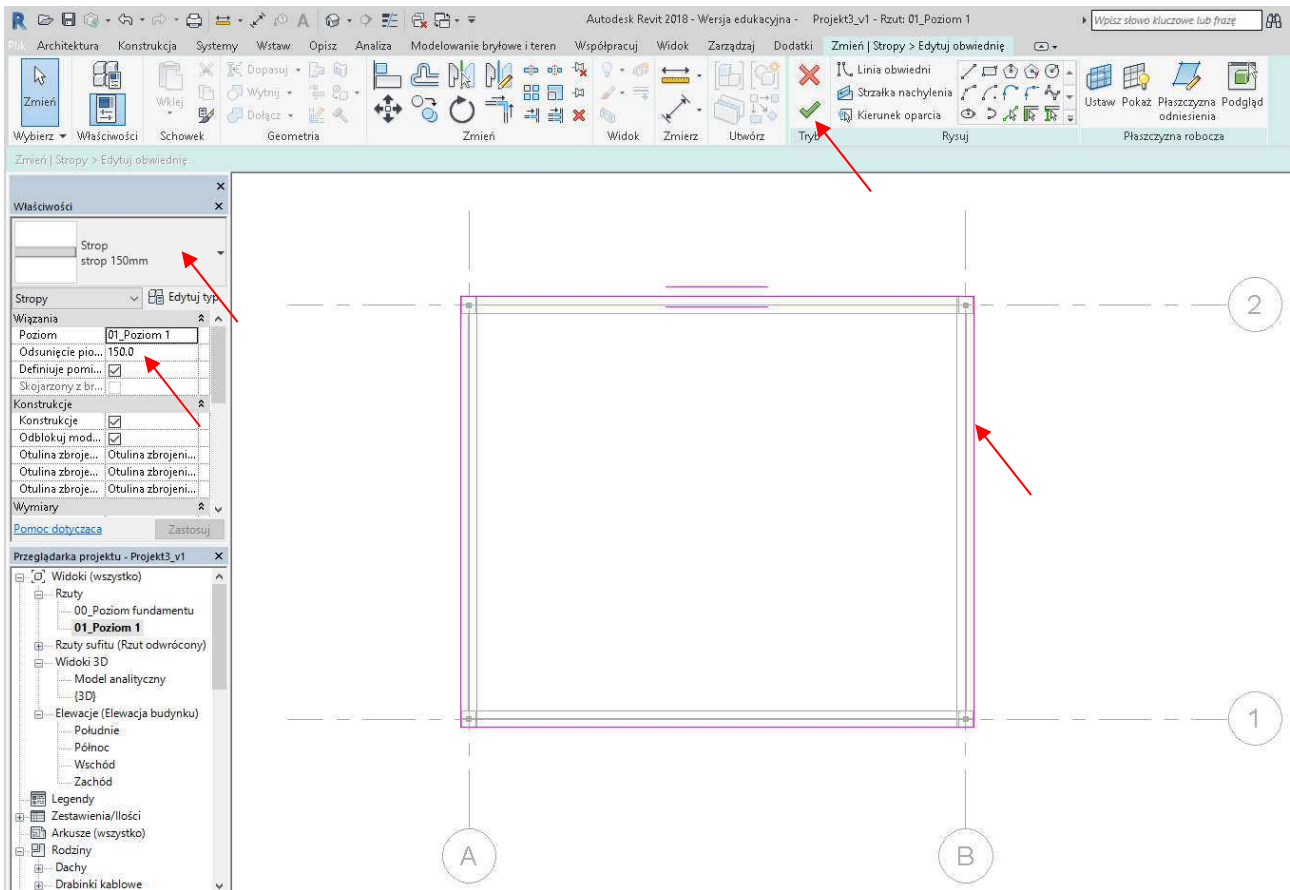 Autodesk Revit 2018 - Wersja edukacyjna - Projekt3_v1 - Rzut: 01_Poziom 1
Wpisz słowo kluczowe lub frazę
Plik Architektura Konstrukcja Systemy Wstaw Opisz Analiza Modelowanie bryłowe i teren Współpracuj Widok Zarządzaj Dodatki Zmień | Stropy > Edytuj obwiednię
Zmień
Wklej
Dopasuj
Wytnij
Dołącz
Linia obwiedni
Strzałka nachylenia
Kierunek oparcia
Ustaw Pokaż Płaszczyzna odniesienia Podgląd
Wybierz Właściwości Schowek Geometria Zmień Widok Zmierz Utwórz Tryb Rysuj Płaszczyzna robocza
Zmień | Stropy > Edytuj obwiednię
Właściwości
Strop
strop 150mm
Stropy Edytuj typ
Wiązania
Poziom 01_Poziom 1
Odsunięcie pio... 150.0
Definiuje pomi...
Skojarzony z br...
Konstrukcje
Konstrukcje
Odblokuj mod...
Otulina zbroje... Otulina zbrojeni...
Otulina zbroje... Otulina zbrojeni...
Otulina zbroje... Otulina zbrojeni...
Wymiary
Pomoc dotycząca Zastosuj
Przeglądarka projektu - Projekt3_v1
Widoki (wszystko)
Rzuty
00_Poziom fundamentu
01_Poziom 1
Rzuty sufitu (Rzut odwrócony)
Widoki 3D
Model analityczny
{3D}
Elewacje (Elewacja budynku)
Południe
Północ
Wschód
Zachód
Legendy
Zestawienia/Ilości
Arkusze (wszystko)
Rodziny
Dachy
Drabinki kablowe
2
1
A
B